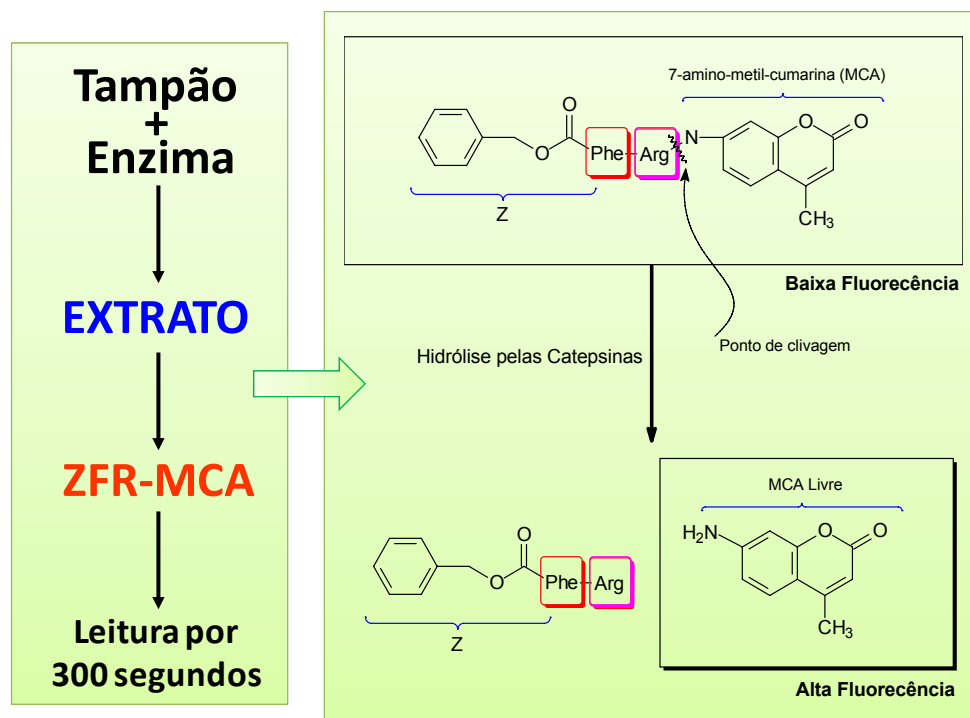 Tampão
+
Enzima
EXTRATO
ZFR-MCA
Leitura por
300 segundos
7-amino-metil-cumarina (MCA)
O
O
Phe
Arg
N
O
O
CH3
Z
Baixa Fluorecência
Hidrólise pelas Catepsinas
Ponto de clivagem
O
O
Phe
Arg
Z
MCA Livre
H2N
O
O
CH3
Alta Fluorecência